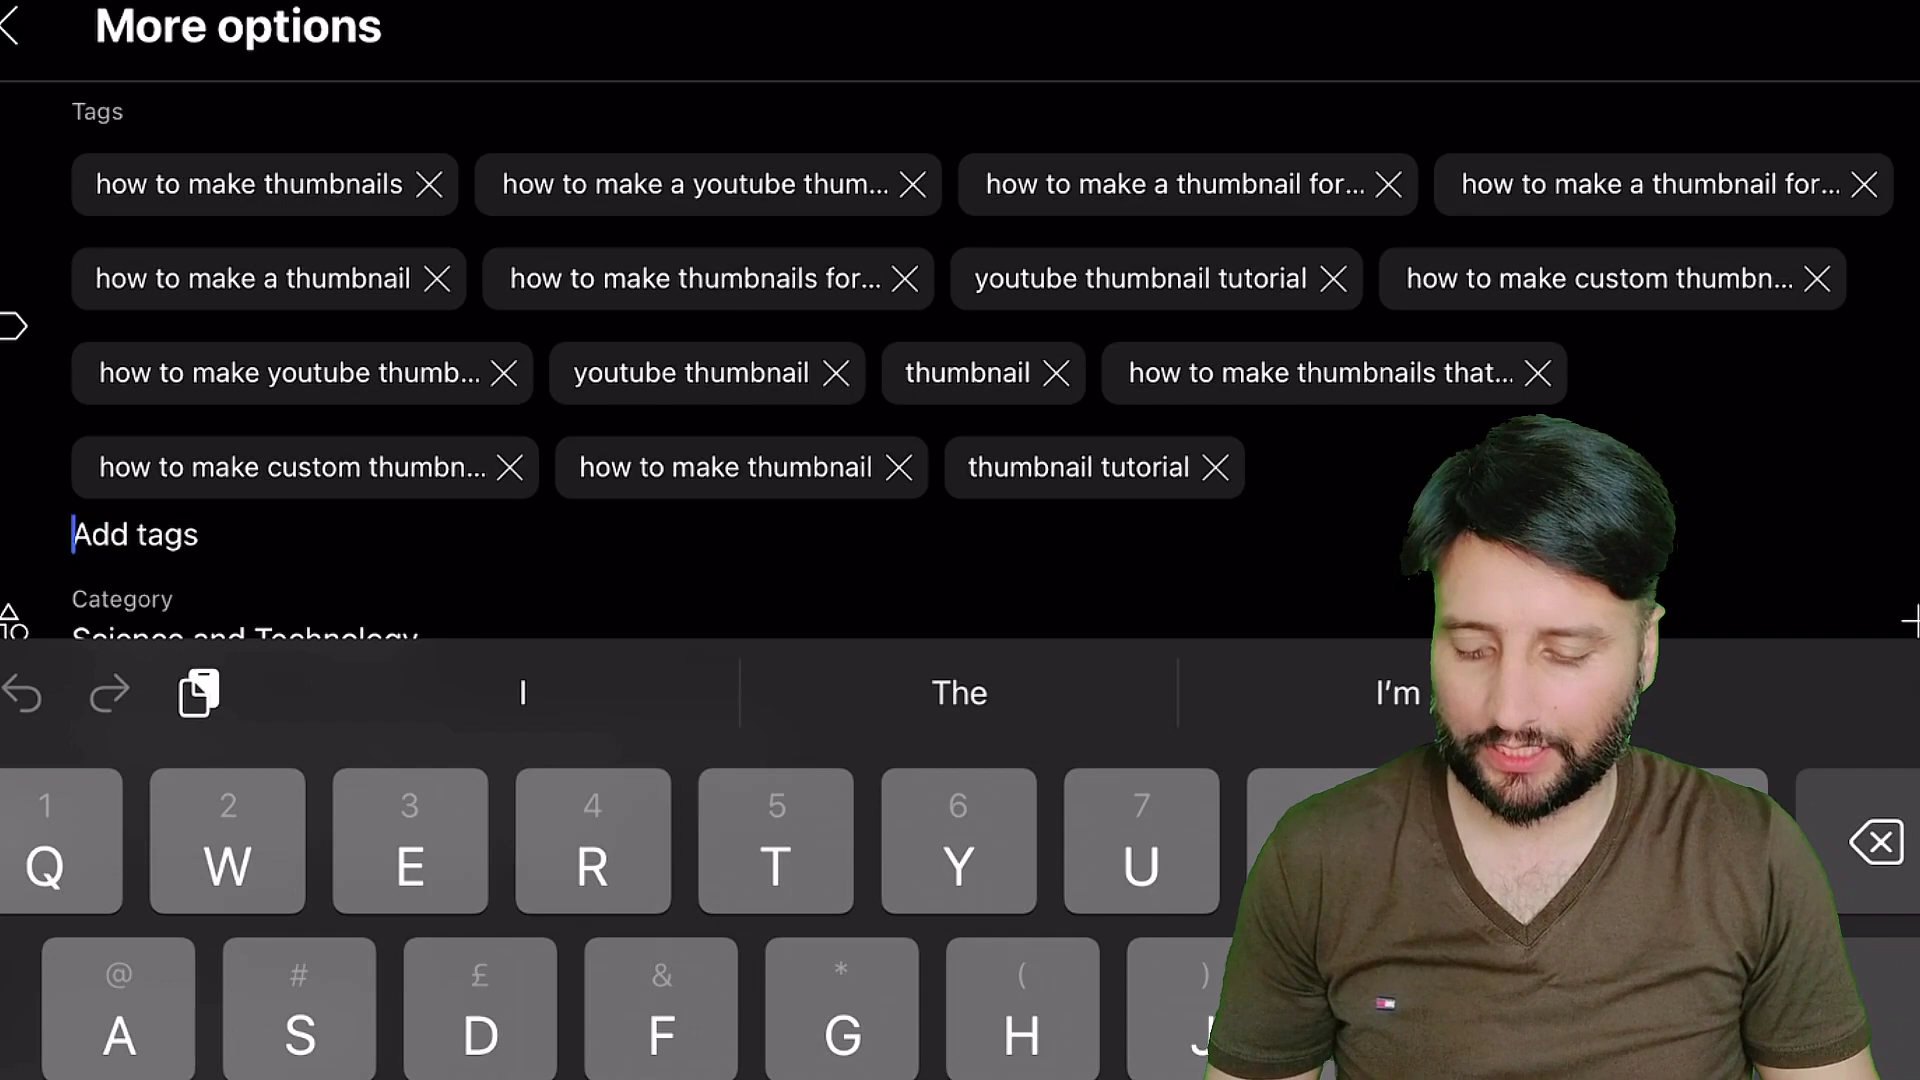 More options
Tags
how to make thumbnails how to make a youtube thum... how to make a thumbnail for... how to make a thumbnail for...
how to make a thumbnail how to make thumbnails for... youtube thumbnail tutorial how to make custom thumbn...
how to make youtube thumb... youtube thumbnail thumbnail how to make thumbnails that...
how to make custom thumbn... how to make thumbnail thumbnail tutorial
Add tags
Category
Science and Technology
I The I'm
1 2 3 4 5 6 7
Q W E R T Y U
@ # £ & * ( )
A S D F G H J